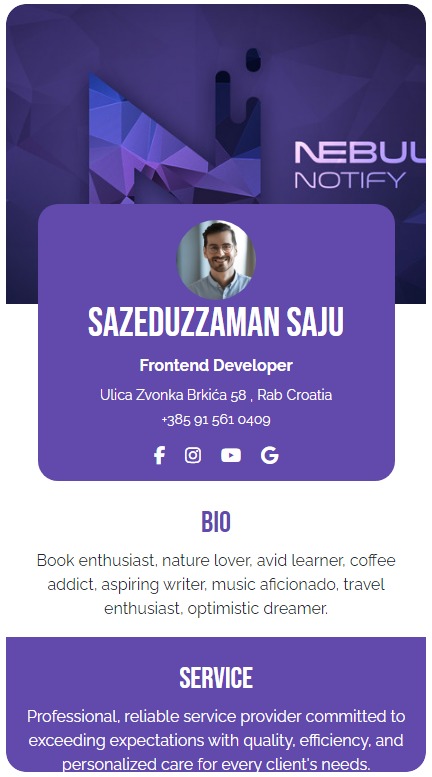 NEBUL
NOTIFY
SAZEDUZZAMAN SAJU
Frontend Developer
Ulica Zvonka Brkića 58 , Rab Croatia
+385 91 561 0409
BIO
Book enthusiast, nature lover, avid learner, coffee
addict, aspiring writer, music aficionado, travel
enthusiast, optimistic dreamer.
SERVICE
Professional, reliable service provider committed to
exceeding expectations with quality, efficiency, and
personalized care for every client's needs.